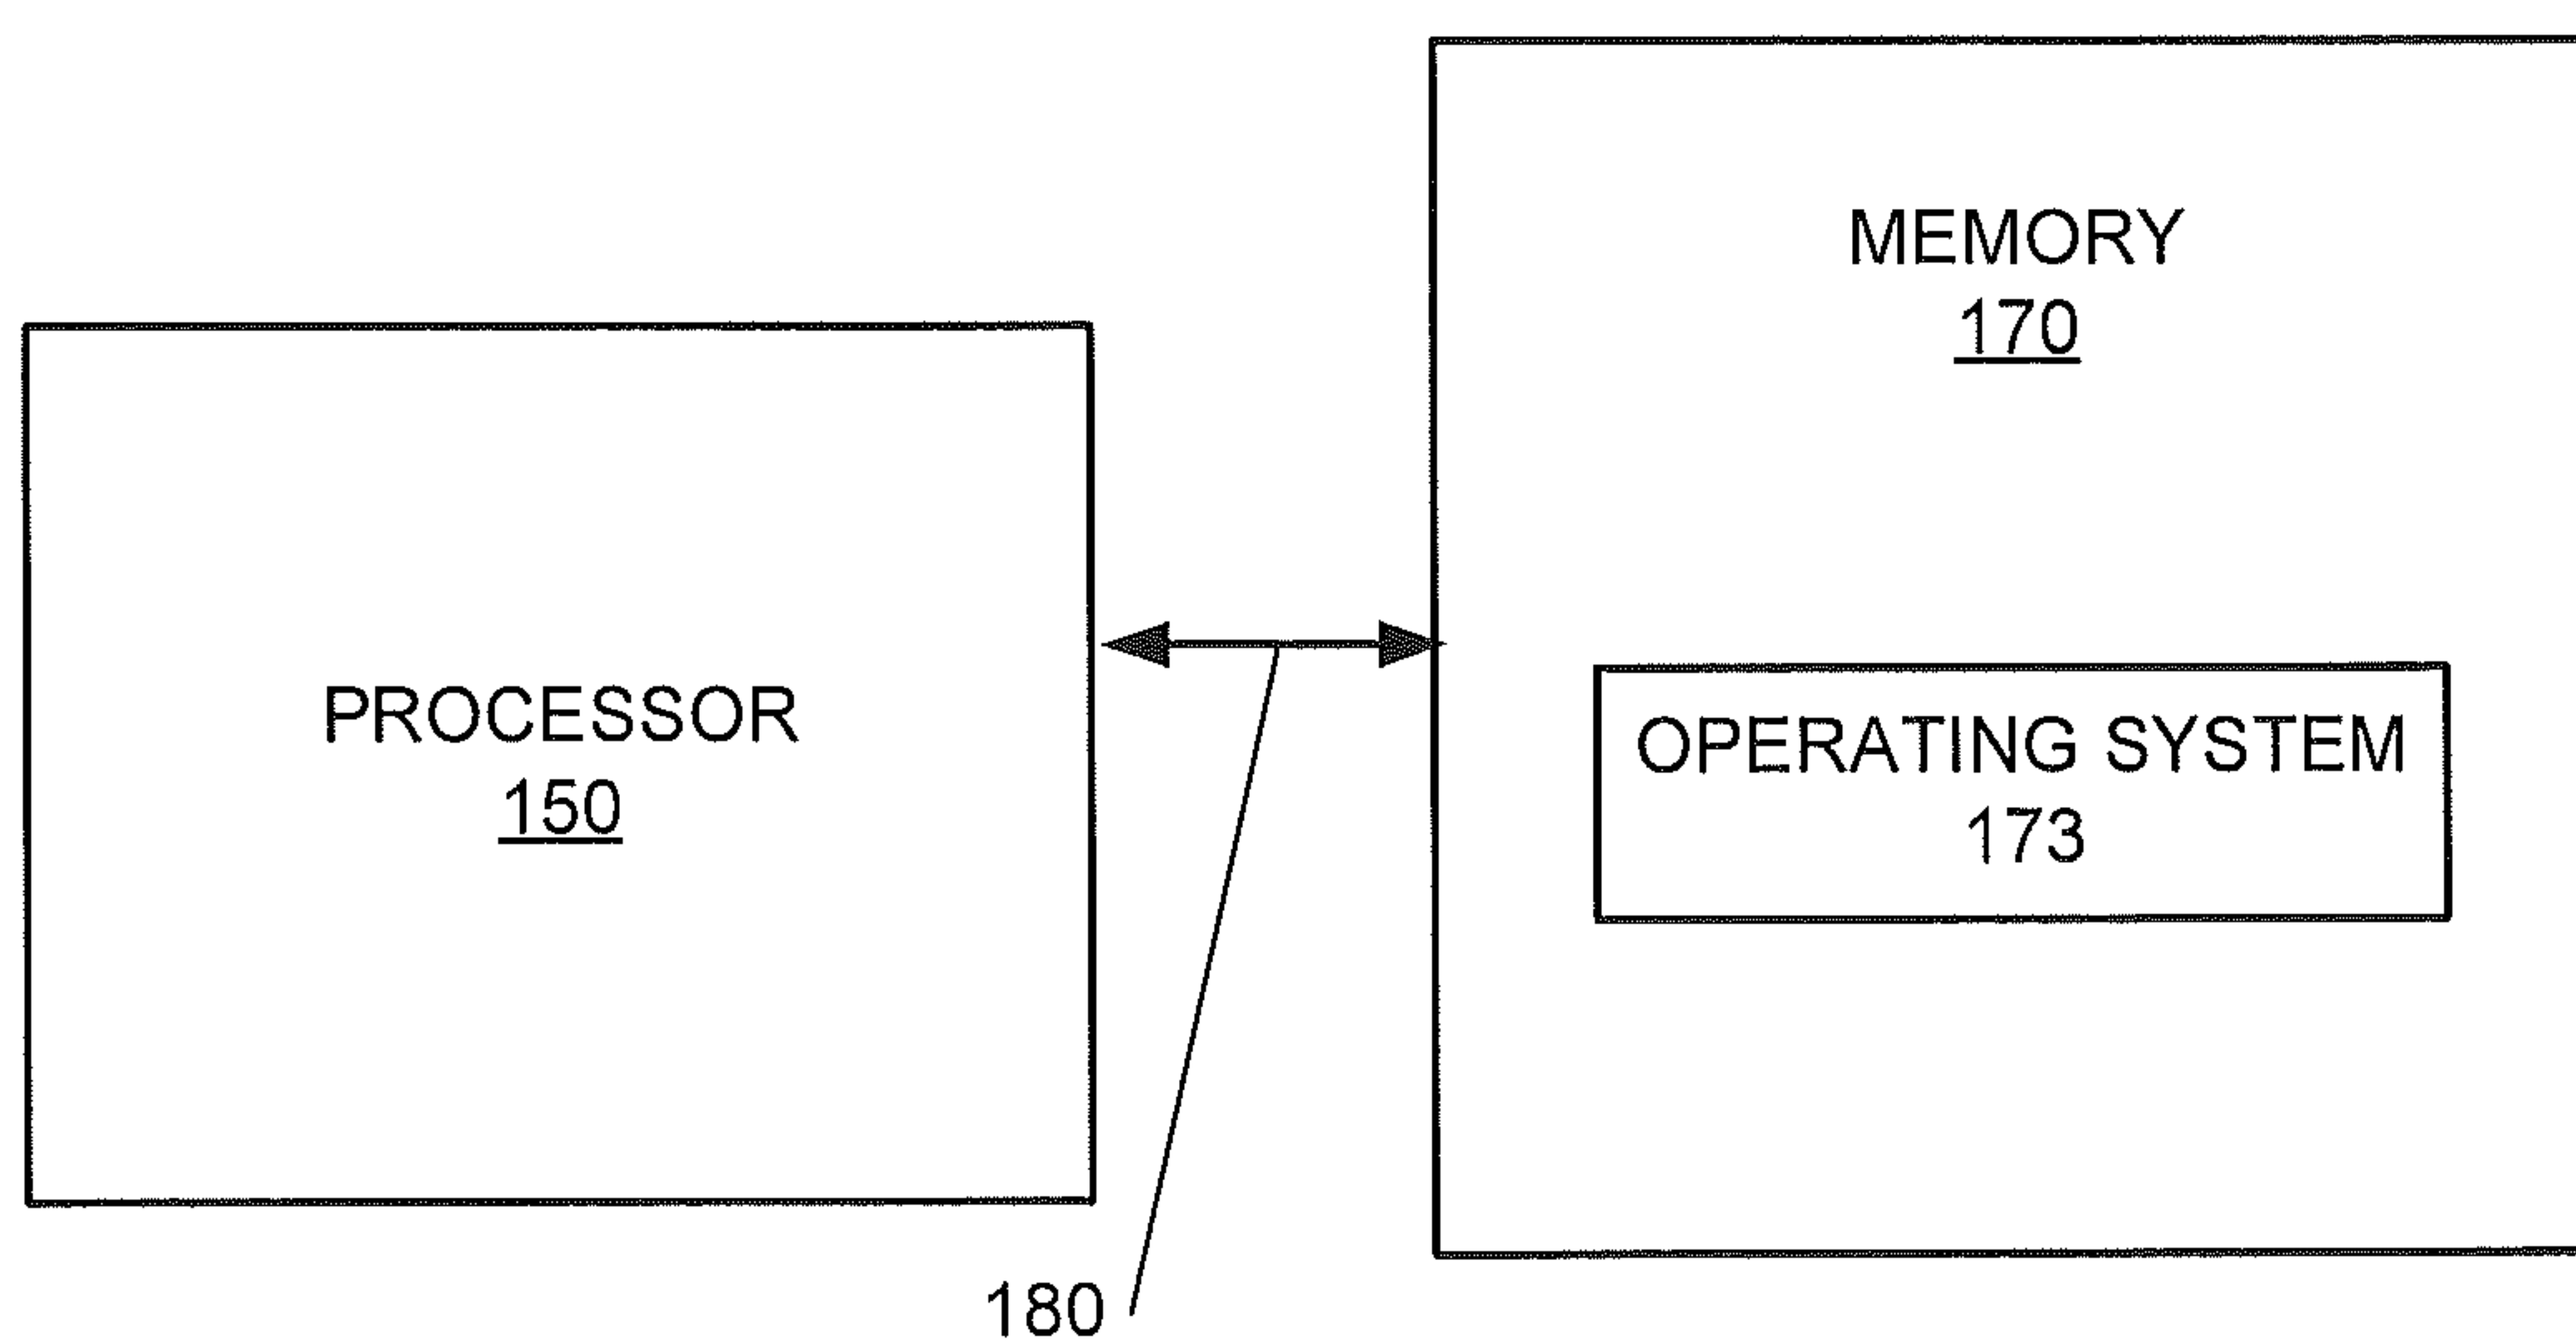 MEMORY
170
PROCESSOR
150
OPERATING SYSTEM
173
180